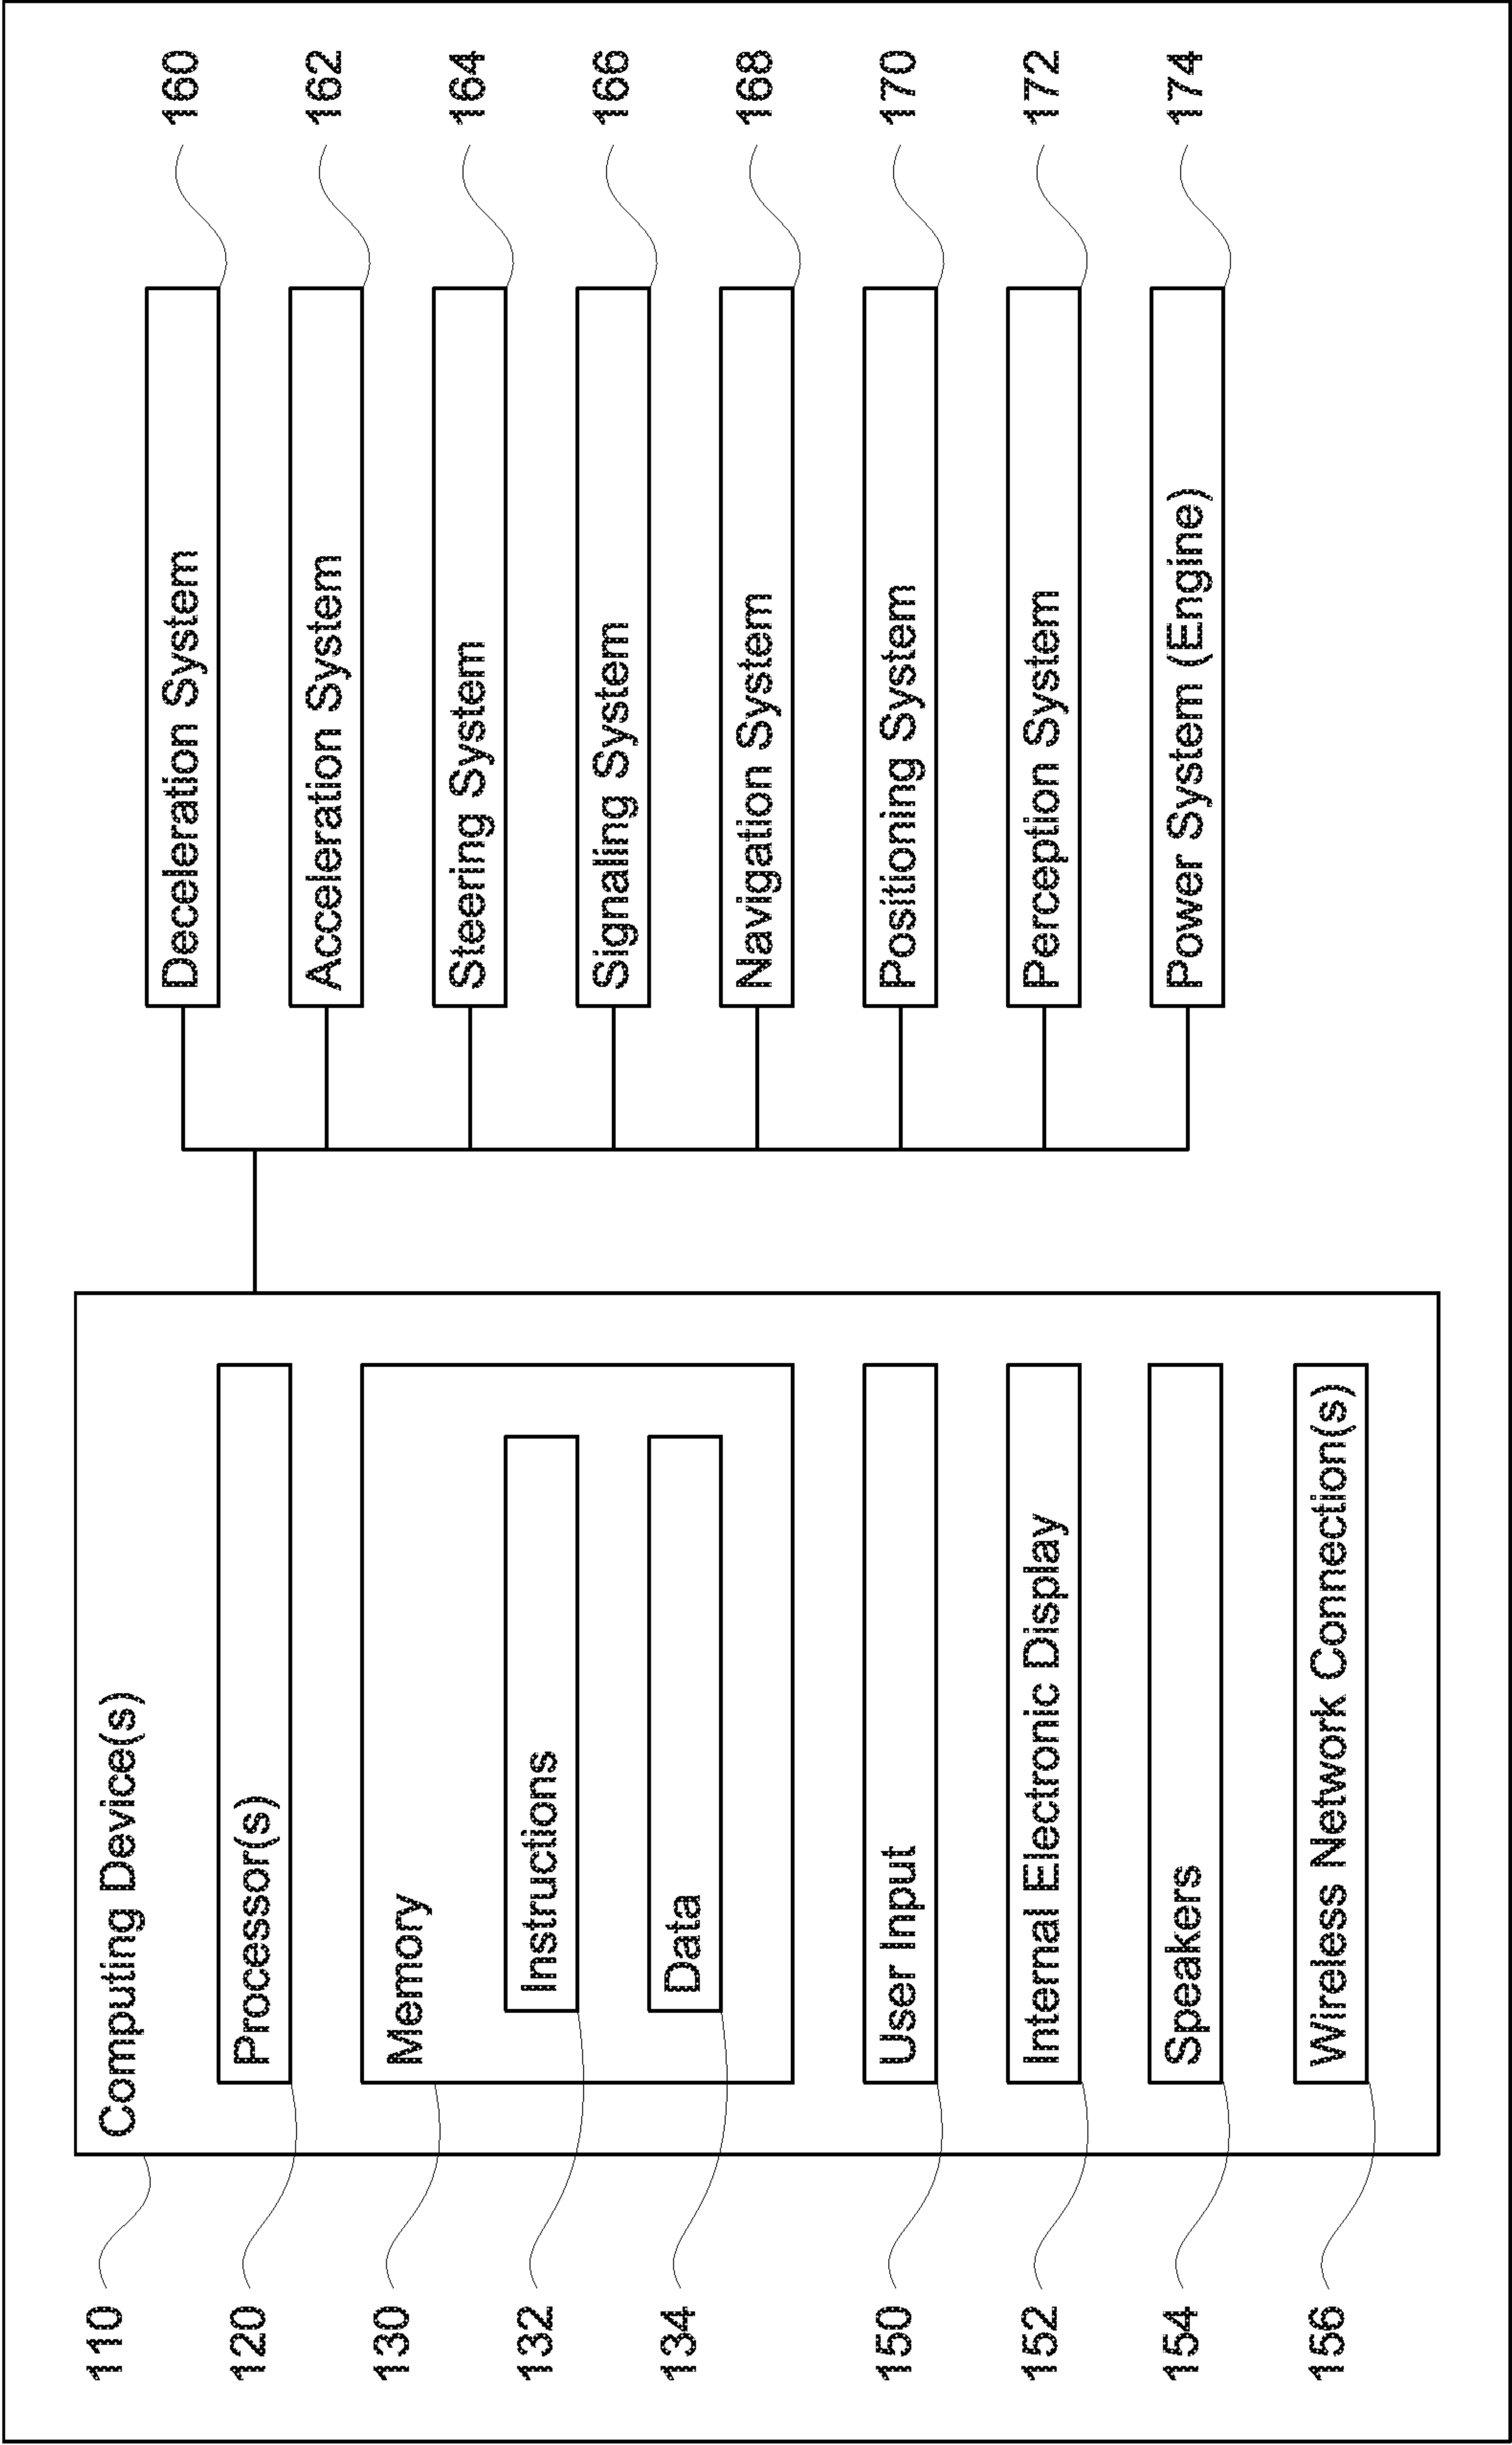 110
Computing Device(s)
120
Processor(s)
130
Memory
132
Instructions
134
Data
150
User Input
152
Internal Electronic Display
154
Speakers
156
Wireless Network Connection(s)
Deceleration System
160
Acceleration System
162
Steering System
164
Signaling System
166
Navigation System
168
Positioning System
170
Perception System
172
Power System (Engine)
174